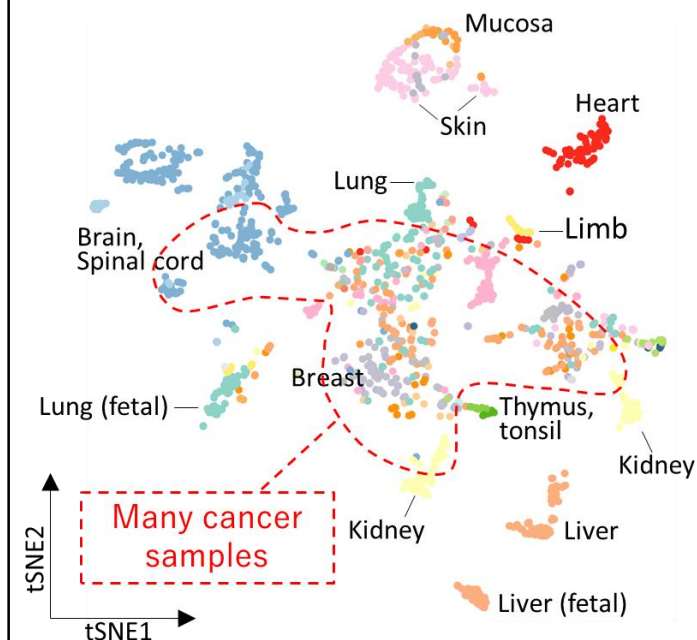 Mucosa
Skin
Heart
Lung
Limb
Brain,
Spinal cord
Breast
Lung (fetal)
Thymus,
tonsil
Kidney
Many cancer
samples
Kidney
Liver
Liver (fetal)
tSNE2
tSNE1